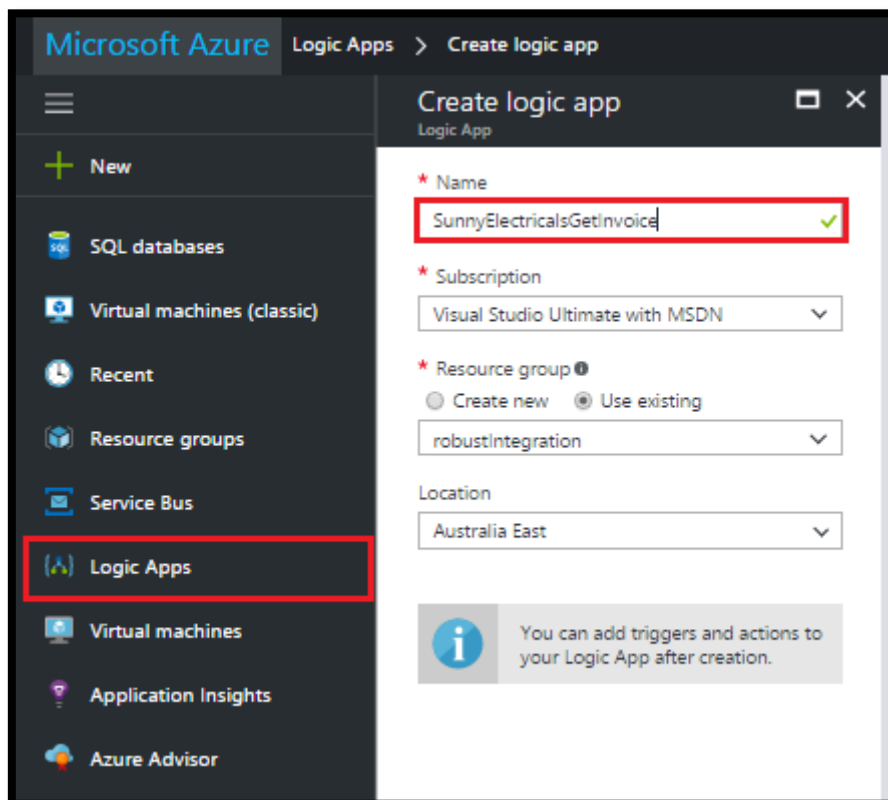 Microsoft Azure Logic Apps > Create logic app
New
SQL databases
Virtual machines (classic)
Recent
Resource groups
Service Bus
Logic Apps
Virtual machines
Application Insights
Azure Advisor
Create logic app
Logic App
* Name
SunnyElectricalsGetInvoice
* Subscription
Visual Studio Ultimate with MSDN
* Resource group
Create new Use existing
robustIntegration
Location
Australia East
You can add triggers and actions to
your Logic App after creation.